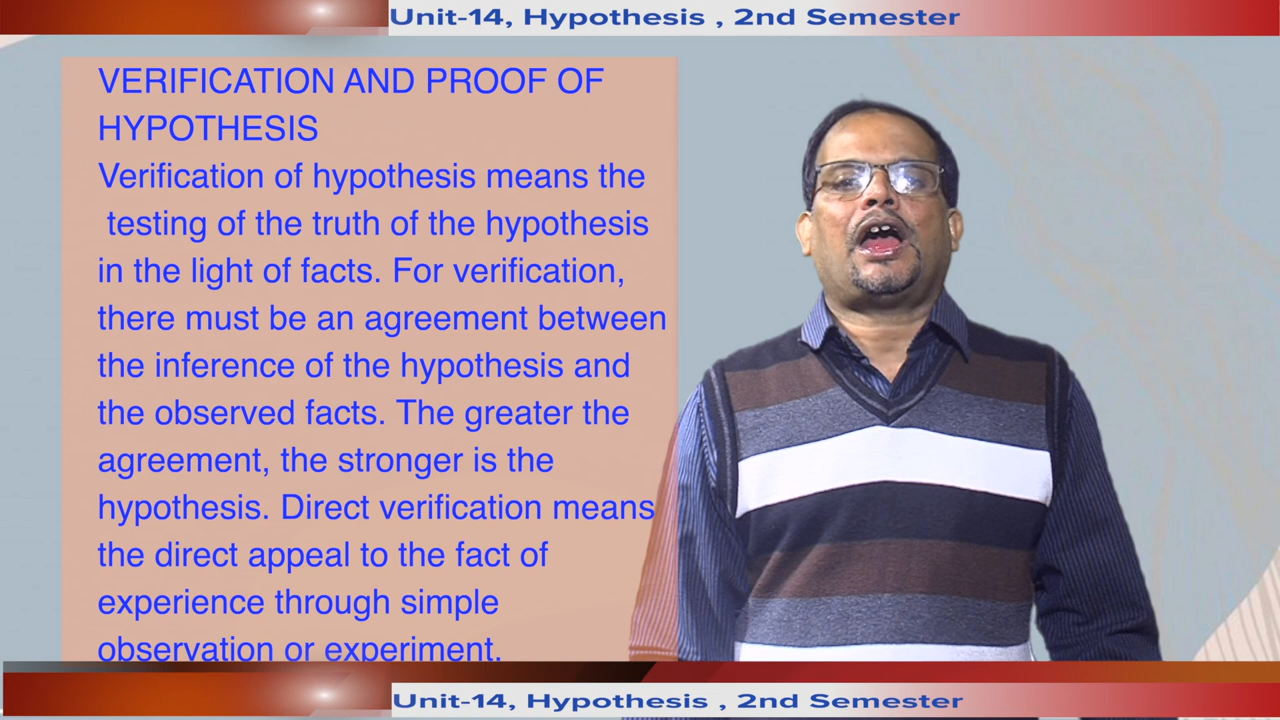 Unit-14, Hypothesis , 2nd Semester
VERIFICATION AND PROOF OF
HYPOTHESIS
Verification of hypothesis means the
testing of the truth of the hypothesis
in the light of facts. For verification,
there must be an agreement between
the inference of the hypothesis and
the observed facts. The greater the
agreement, the stronger is the
hypothesis. Direct verification means
the direct appeal to the fact of
experience through simple
observation or experiment.
Unit-14, Hypothesis , 2nd Semester